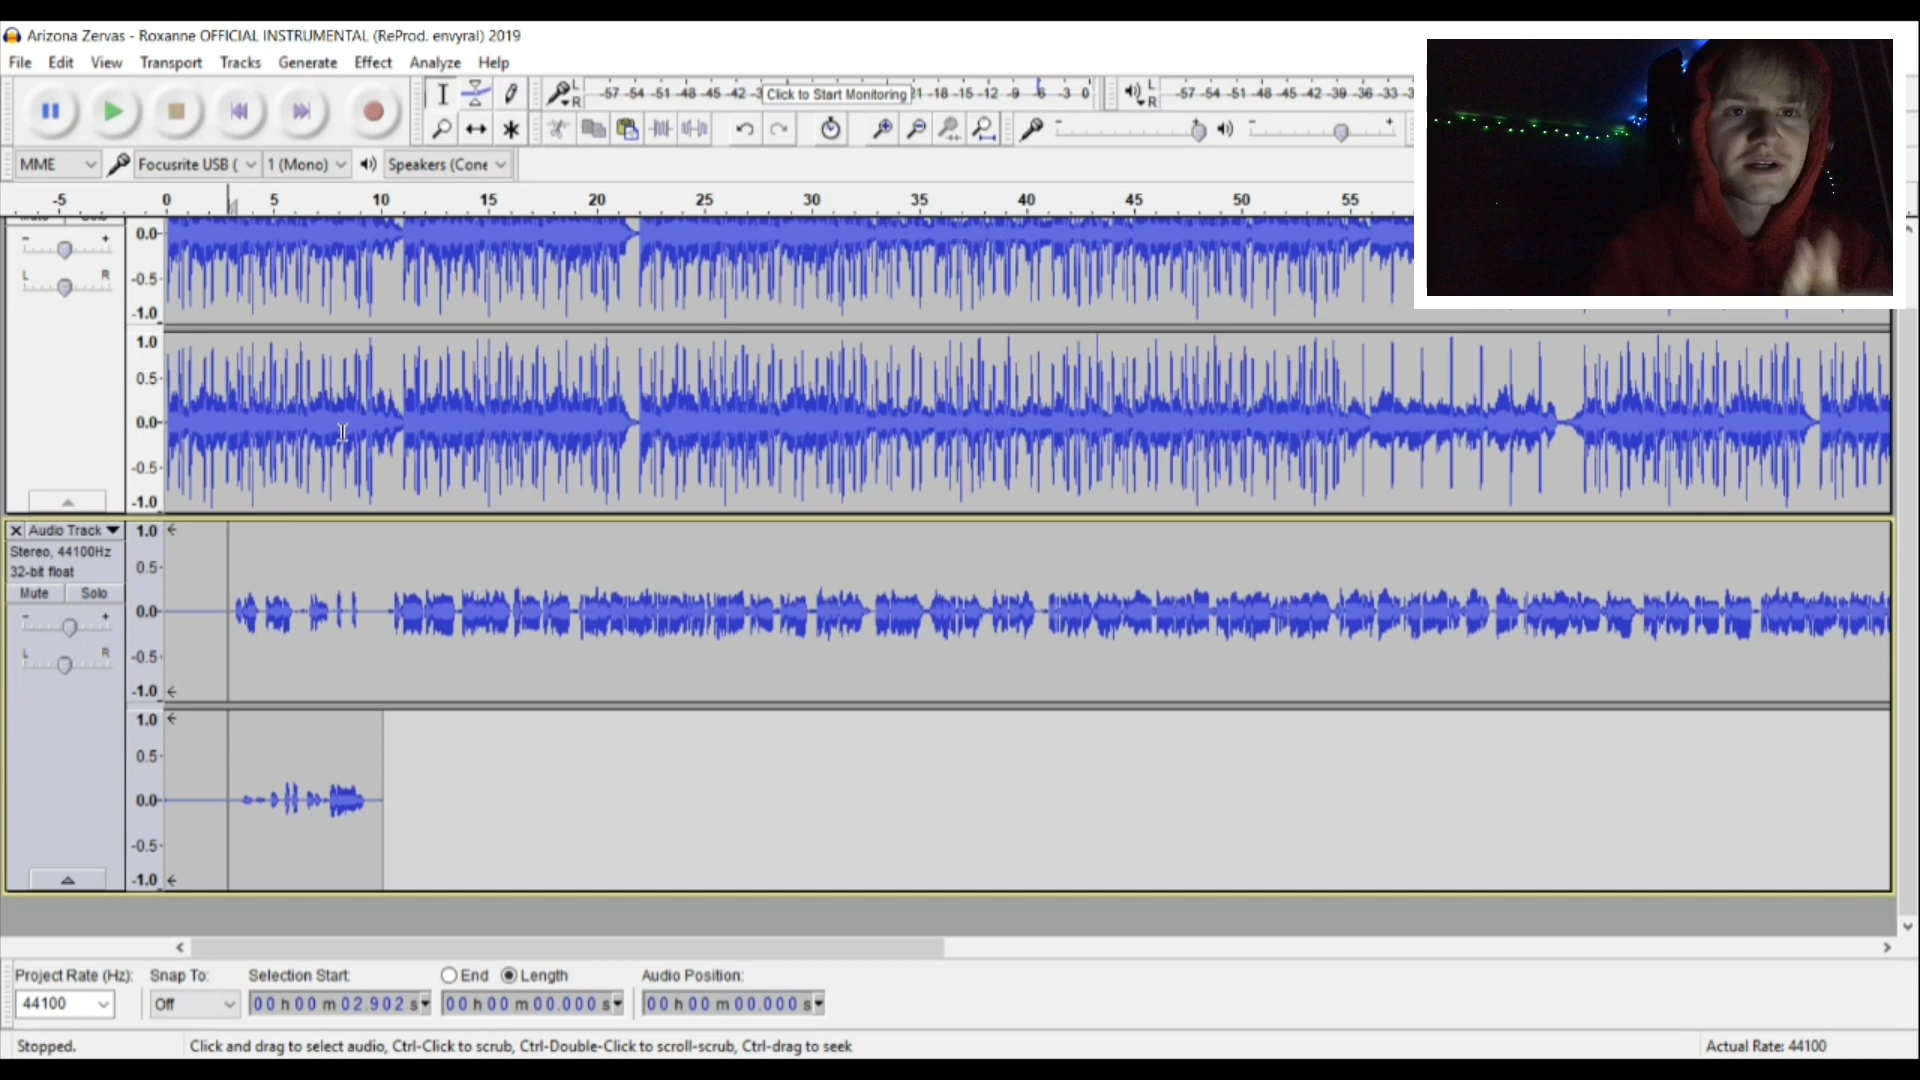 Arizona Zervas - Roxanne OFFICIAL INSTRUMENTAL (ReProd. envyral) 2019
File Edit View Transport Tracks Generate Effect Analyze Help
L
R
-57 -54 -51 -48 -45 -42 -3
Click to Start Monitoring
21 -18 -15 -12 -9 -6 -3 0
L
R
-57 -54 -51 -48 -45 -42 -39 -36 -33 -3
MME
Focusrite USB (
1 (Mono)
Speakers (Cone
-5 0 5 10 15 20 25 30 35 40 45 50 55
- +
L R
0.0
-0.5
-1.0
1.0
0.5
0.0
-0.5
-1.0
X Audio Track
Stereo, 44100Hz
32-bit float
Mute Solo
- +
L R
1.0
0.5
0.0
-0.5
-1.0
1.0
0.5
0.0
-0.5
-1.0
Project Rate (Hz): Snap To: Selection Start: End Length Audio Position:
44100 Off 00 h 00 m 02.902 s 00 h 00 m 00.000 s 00 h 00 m 00.000 s
Stopped. Click and drag to select audio, Ctrl-Click to scrub, Ctrl-Double-Click to scroll-scrub, Ctrl-drag to seek Actual Rate: 44100